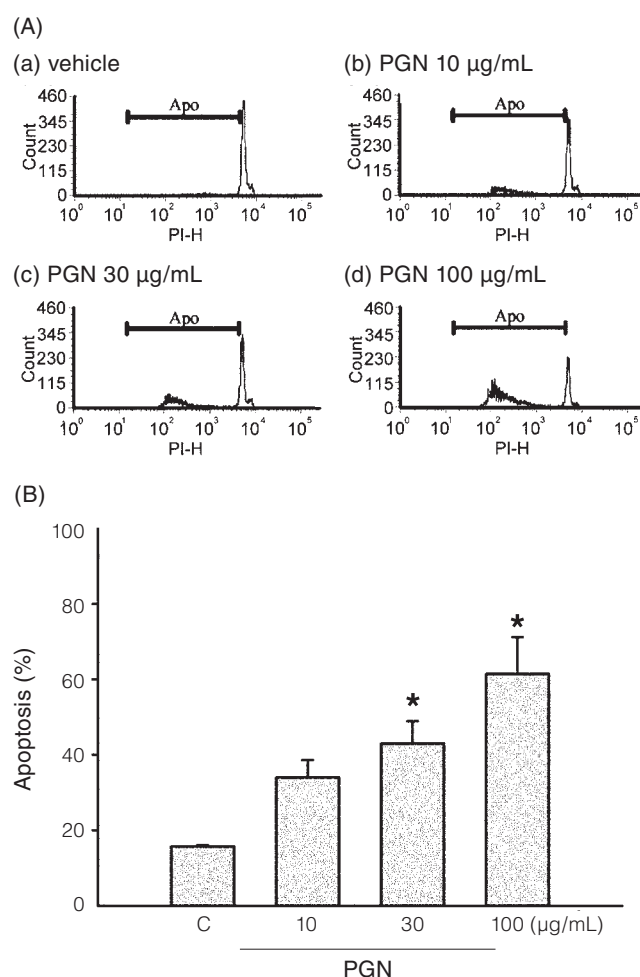 (A)
(a) vehicle
460
345
230
115
0
Count
Apo
10⁰ 10¹ 10² 10³ 10⁴ 10⁵
PI-H
(b) PGN 10 µg/mL
460
345
230
115
0
Count
Apo
10⁰ 10¹ 10² 10³ 10⁴ 10⁵
PI-H
(c) PGN 30 µg/mL
460
345
230
115
0
Count
Apo
10⁰ 10¹ 10² 10³ 10⁴ 10⁵
PI-H
(d) PGN 100 µg/mL
460
345
230
115
0
Count
Apo
10⁰ 10¹ 10² 10³ 10⁴ 10⁵
PI-H
(B)
100
80
60
40
20
0
Apoptosis (%)
*
*
C 10 30 100 (µg/mL)
PGN